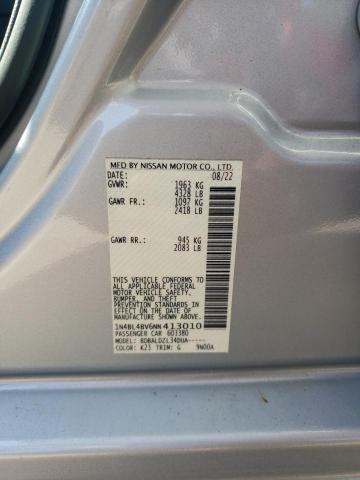 MFD BY NISSAN MOTOR CO., LTD.
DATE: 08/22
GVWR: 1963 KG
4328 LB
GAWR FR.: 1097 KG
2418 LB
GAWR RR.: 945 KG
2083 LB
THIS VEHICLE CONFORMS TO
ALL APPLICABLE FEDERAL
MOTOR VEHICLE SAFETY,
BUMPER, AND THEFT
PREVENTION STANDARDS IN
EFFECT ON THE DATE OF
MANUFACTURE SHOWN ABOVE.
1N4BL4BV6NN413010
PASSENGER CAR 603380
MODEL: BDBALDZL34DUA-----
COLOR: K23 TRIM: G 9N00A